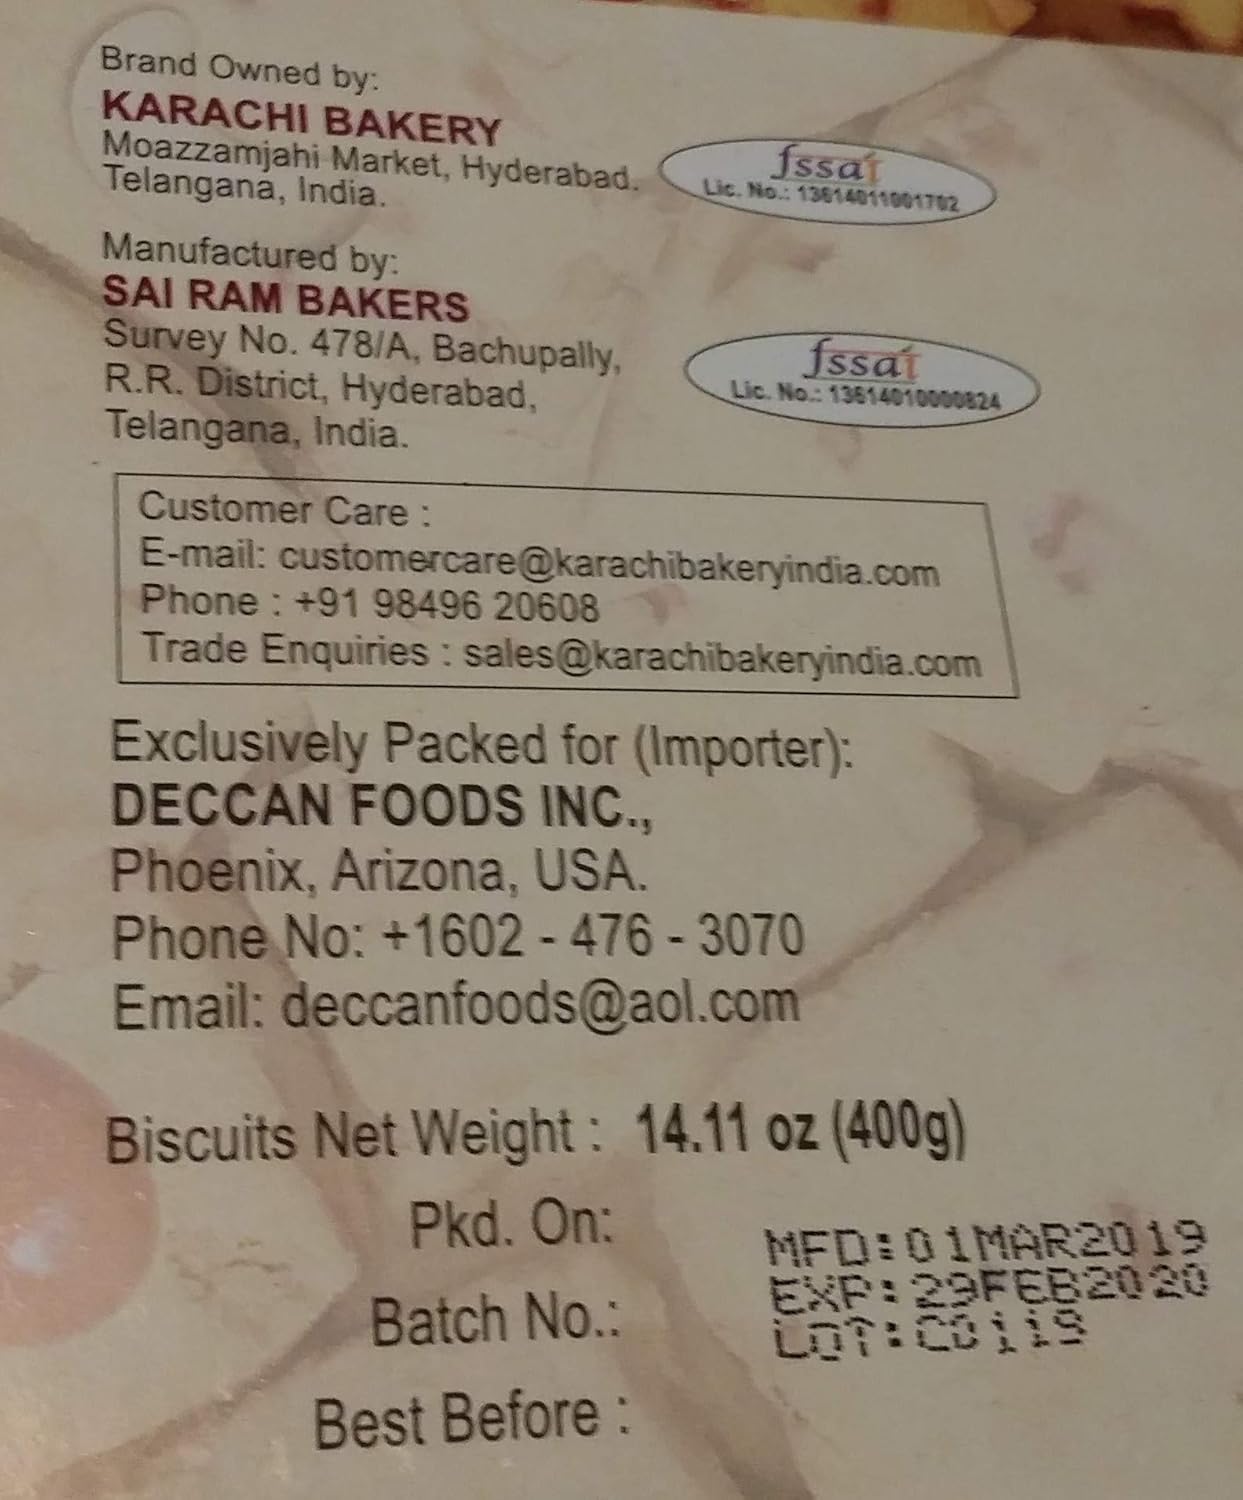 Brand Owned by:
KARACHI BAKERY
Moazzamjahi Market, Hyderabad.
Telangana, India.
fssai
Lic. No.: 13614011001702
Manufactured by:
SAI RAM BAKERS
Survey No. 478/A, Bachupally,
R.R. District, Hyderabad,
Telangana, India.
fssai
Lic. No.: 13614010000824
Customer Care :
E-mail: customercare@karachibakeryindia.com
Phone : +91 98496 20608
Trade Enquiries : sales@karachibakeryindia.com
Exclusively Packed for (Importer):
DECCAN FOODS INC.,
Phoenix, Arizona, USA.
Phone No: +1602 - 476 - 3070
Email: deccanfoods@aol.com
Biscuits Net Weight : 14.11 oz (400g)
Pkd. On:
MFD:01MAR2019
EXP:29FEB2020
Batch No.:
LOT:
Best Before :